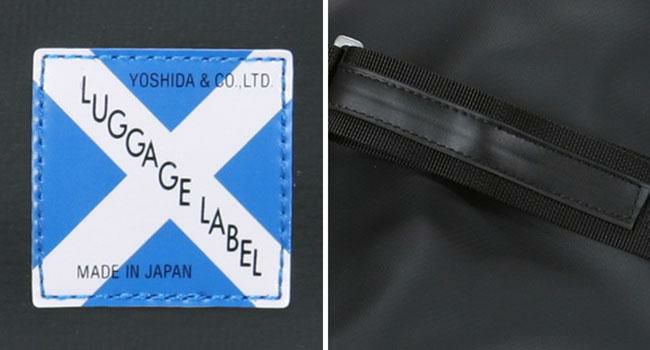 YOSHIDA & CO.,LTD.
LUGGAGE LABEL
MADE IN JAPAN